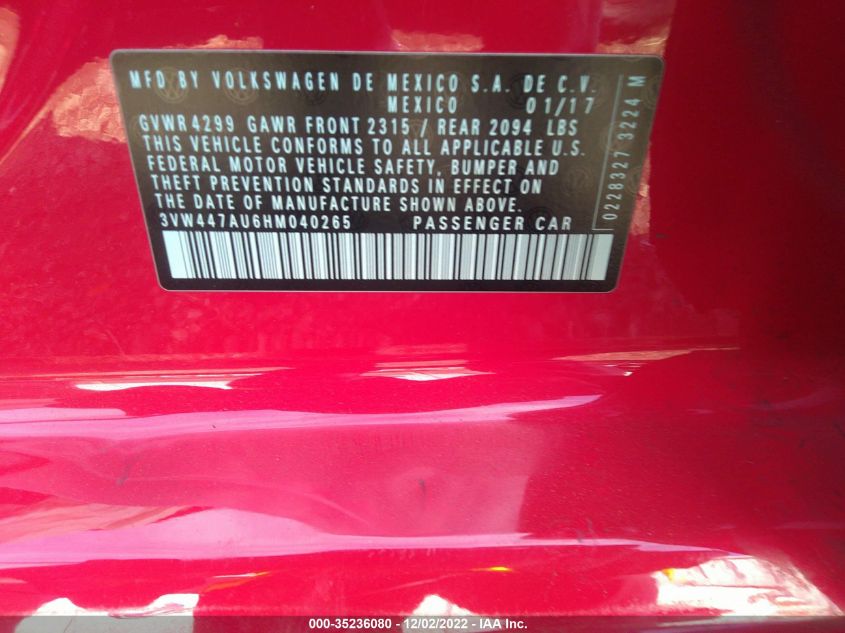 MFD BY VOLKSWAGEN DE MEXICO S.A. DE C.V.
MEXICO 01/17
GVWR 4299 GAWR FRONT 2315 / REAR 2094 LBS
THIS VEHICLE CONFORMS TO ALL APPLICABLE U.S.
FEDERAL MOTOR VEHICLE SAFETY, BUMPER AND
THEFT PREVENTION STANDARDS IN EFFECT ON
THE DATE OF MANUFACTURE SHOWN ABOVE.
3VW447AU6HM040265 PASSENGER CAR
0228327 3224 M
000-35236080 - 12/02/2022 - IAA Inc.